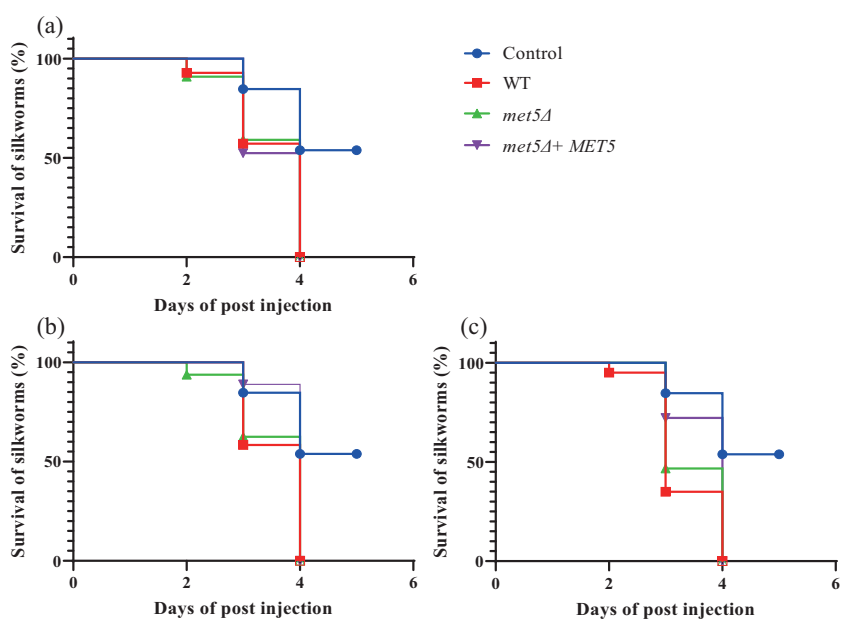 (a)
Survival of silkworms (%)
100
50
0
0 2 4 6
Days of post injection
Control
WT
met5Δ
met5Δ+ MET5
(b)
Survival of silkworms (%)
100
50
0
0 2 4 6
Days of post injection
(c)
Survival of silkworms (%)
100
50
0
0 2 4 6
Days of post injection